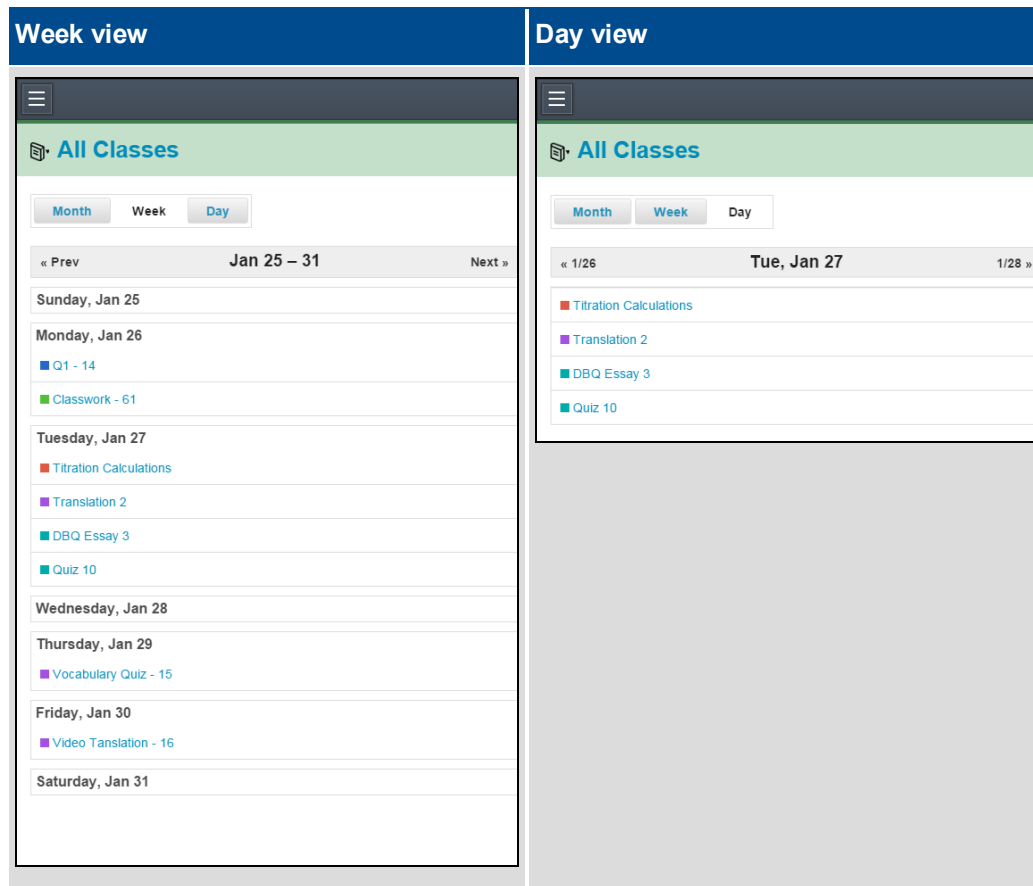 Week view
All Classes
Month Week Day
« Prev Jan 25 – 31 Next »
Sunday, Jan 25
Monday, Jan 26
Q1 - 14
Classwork - 61
Tuesday, Jan 27
Titration Calculations
Translation 2
DBQ Essay 3
Quiz 10
Wednesday, Jan 28
Thursday, Jan 29
Vocabulary Quiz - 15
Friday, Jan 30
Video Tanslation - 16
Saturday, Jan 31
Day view
All Classes
Month Week Day
« 1/26 Tue, Jan 27 1/28 »
Titration Calculations
Translation 2
DBQ Essay 3
Quiz 10